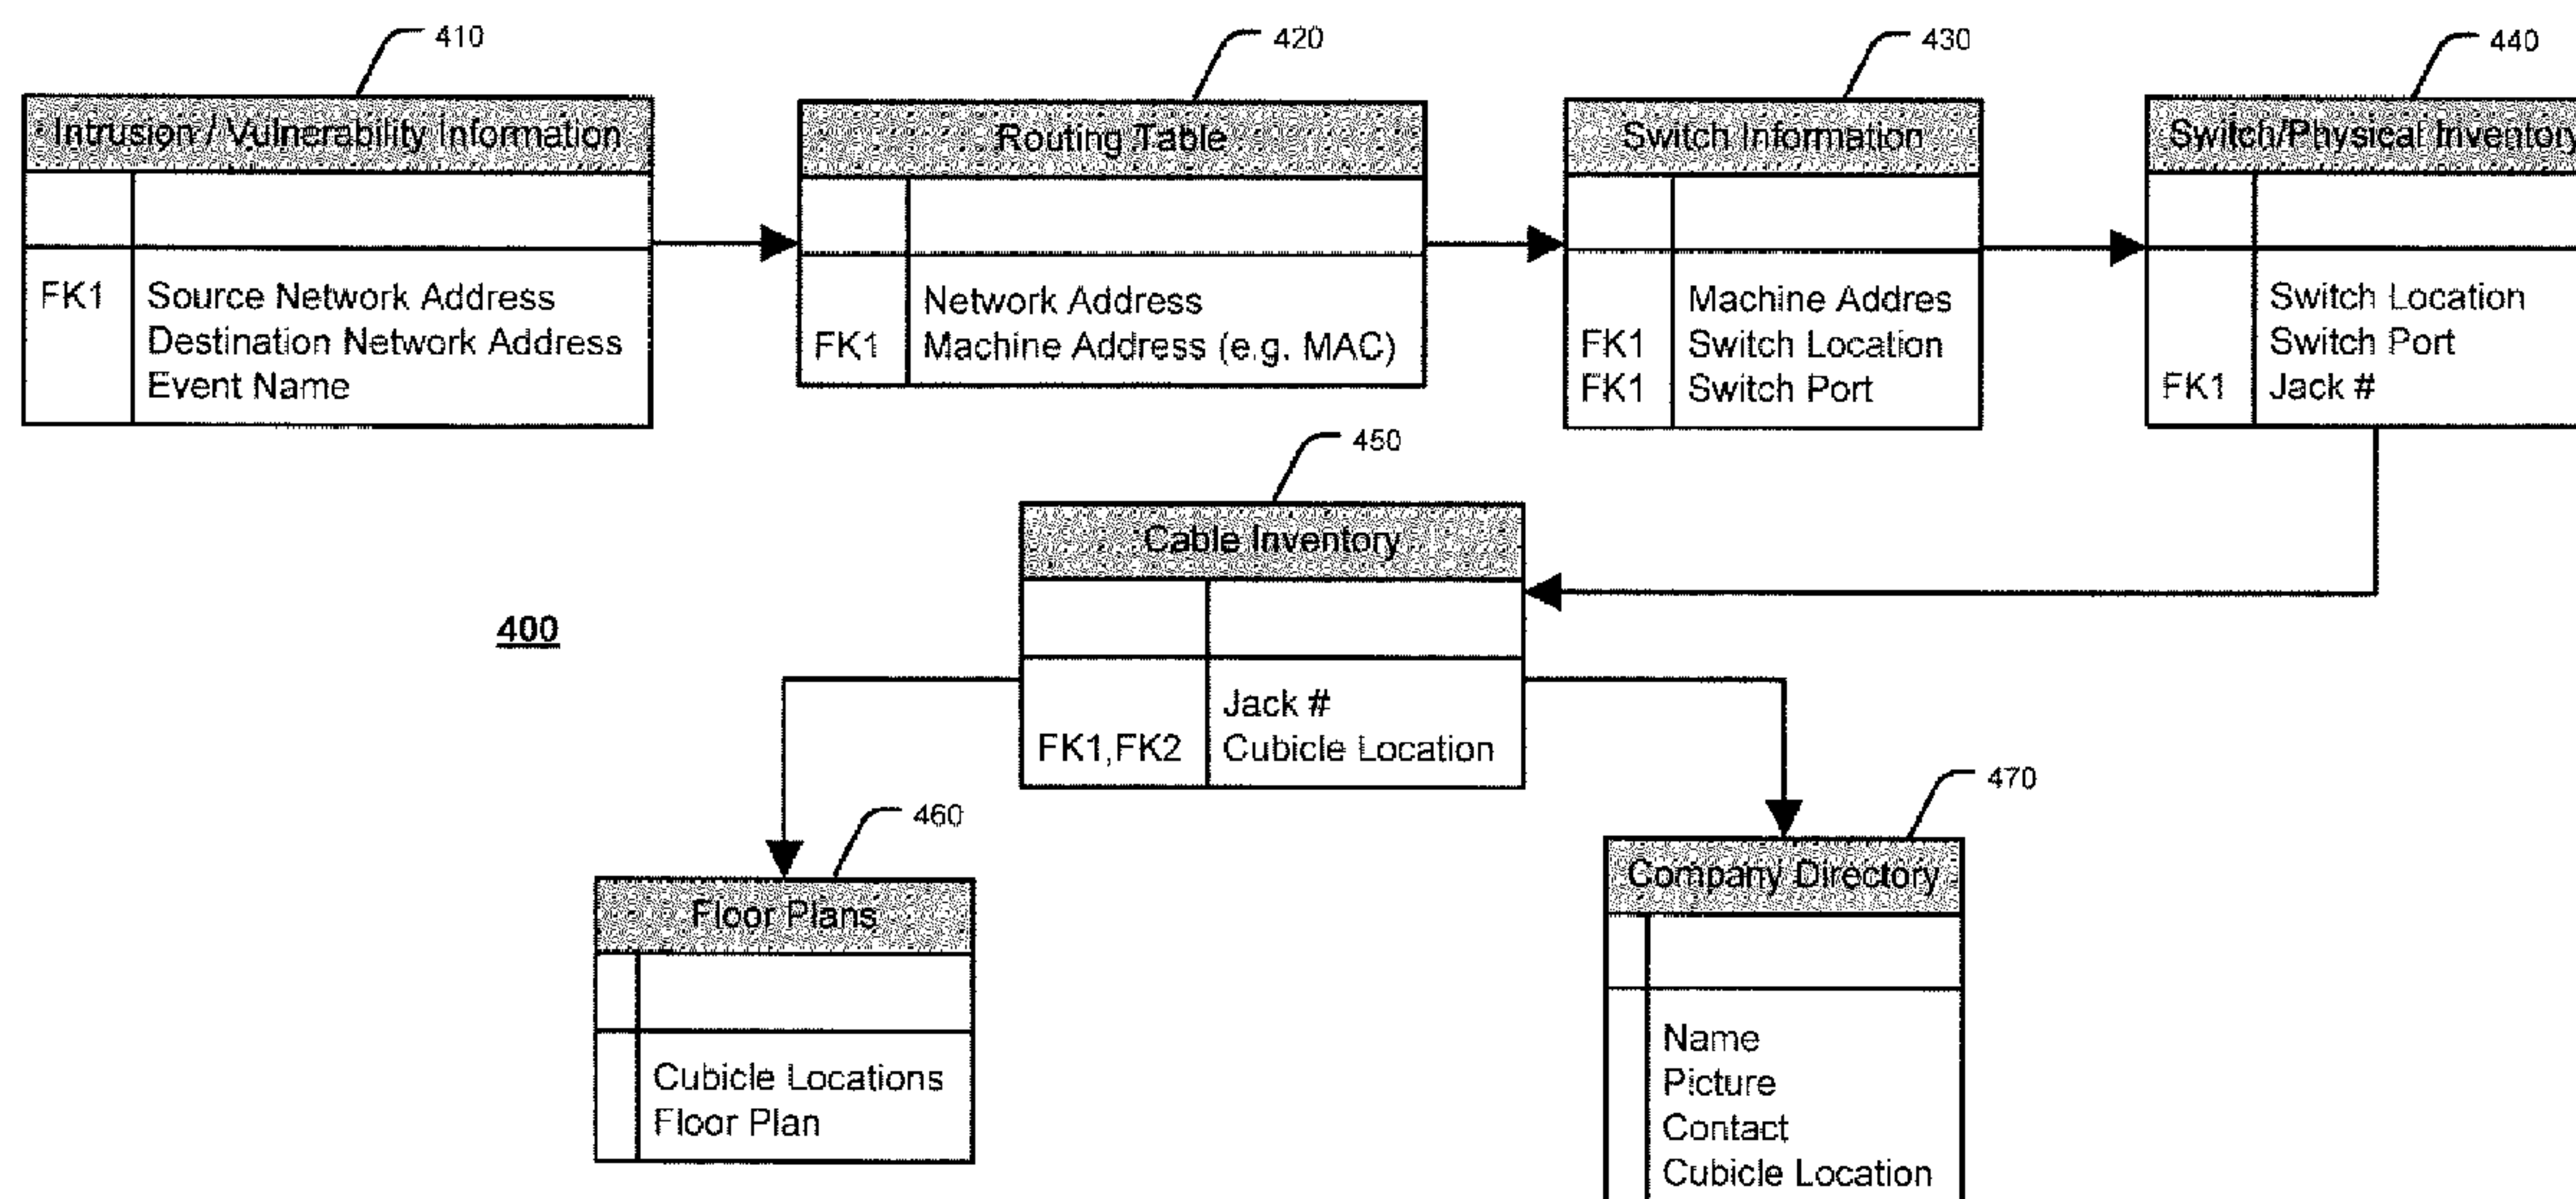 410
420
430
440
Intrusion / Vulnerability Information
FK1 Source Network Address
Destination Network Address
Event Name
Routing Table
Network Address
FK1 Machine Address (e.g. MAC)
Switch Information
Machine Addres
FK1 Switch Location
FK1 Switch Port
Switch/Physical Inventory
Switch Location
Switch Port
FK1 Jack #
450
Cable Inventory
Jack #
FK1,FK2 Cubicle Location
400
460
Floor Plans
Cubicle Locations
Floor Plan
470
Company Directory
Name
Picture
Contact
Cubicle Location